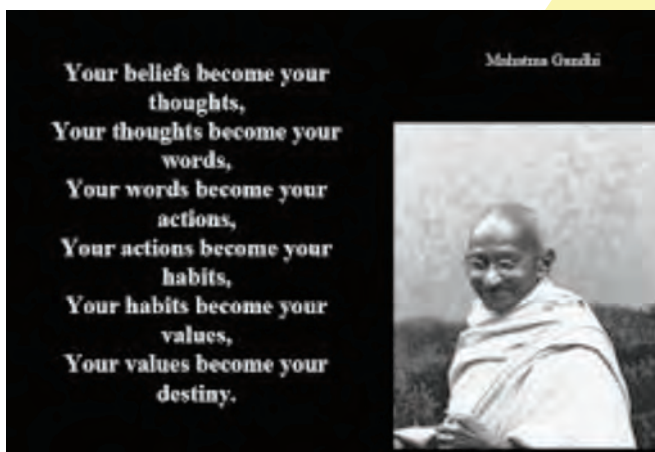 Your beliefs become your
thoughts,
Your thoughts become your
words,
Your words become your
actions,
Your actions become your
habits,
Your habits become your
values,
Your values become your
destiny.
Mahatma Gandhi